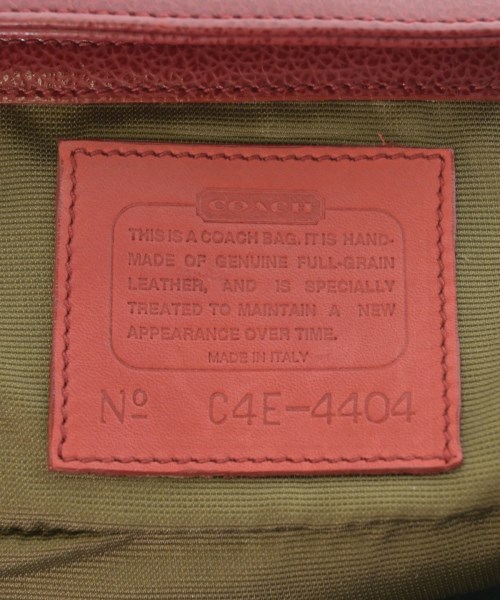 COACH
THIS IS A COACH BAG. IT IS HAND-
MADE OF GENUINE FULL-GRAIN
LEATHER, AND IS SPECIALLY
TREATED TO MAINTAIN A NEW
APPEARANCE OVER TIME.
MADE IN ITALY
Nº C4E-4404